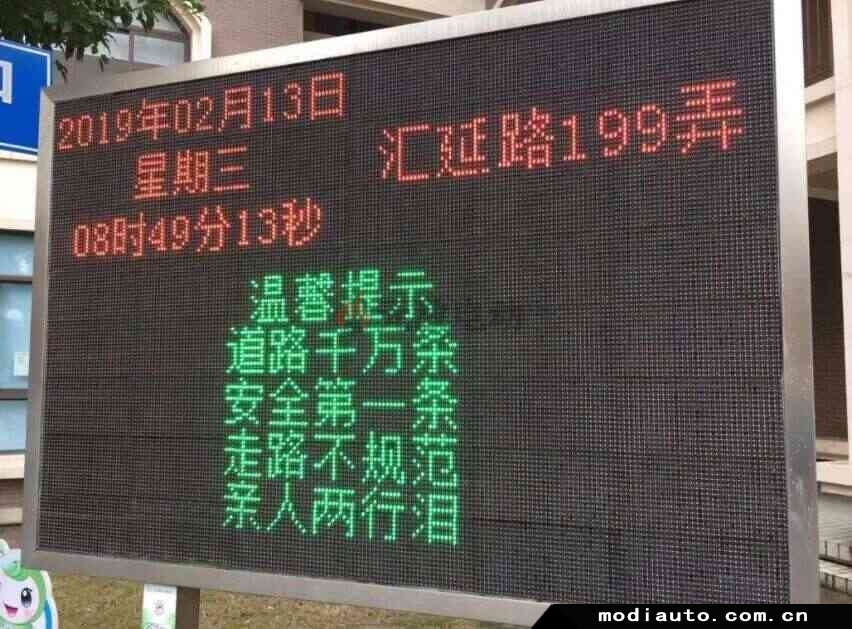 2019年02月13日
星期三
08时49分13秒
汇延路199弄
温馨提示
道路千万条
安全第一条
走路不规范
亲人两行泪
modiauto.com.cn